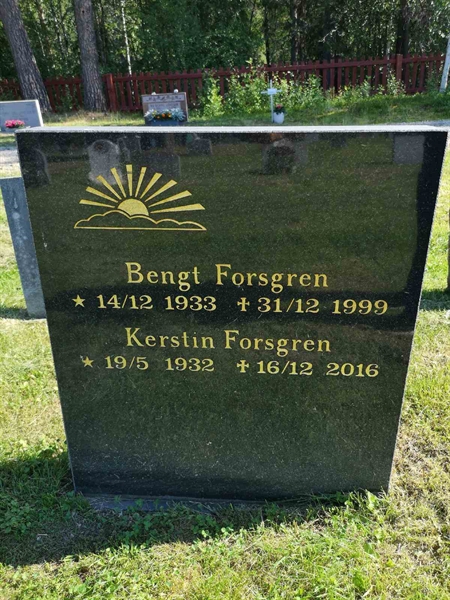 Bengt Forsgren
★ 14/12 1933 ✝ 31/12 1999
Kerstin Forsgren
★ 19/5 1932 ✝ 16/12 2016